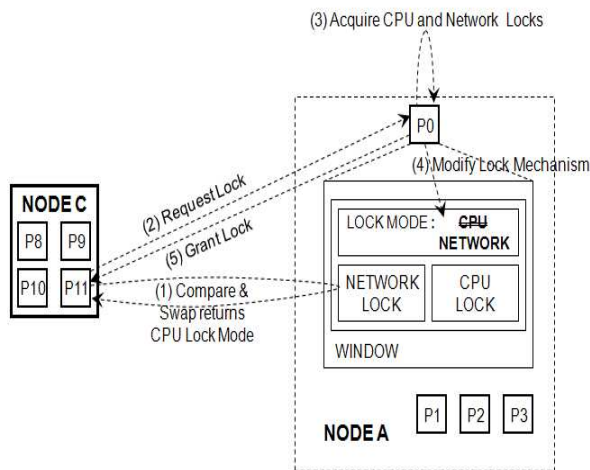 (3) Acquire CPU and Network Locks
P0
(4) Modify Lock Mechanism
NODE C
P8 P9
P10 P11
(2) Request Lock
(5) Grant Lock
(1) Compare &
Swap returns
CPU Lock Mode
LOCK MODE : CPU
NETWORK
NETWORK
LOCK
CPU
LOCK
WINDOW
P1 P2 P3
NODE A